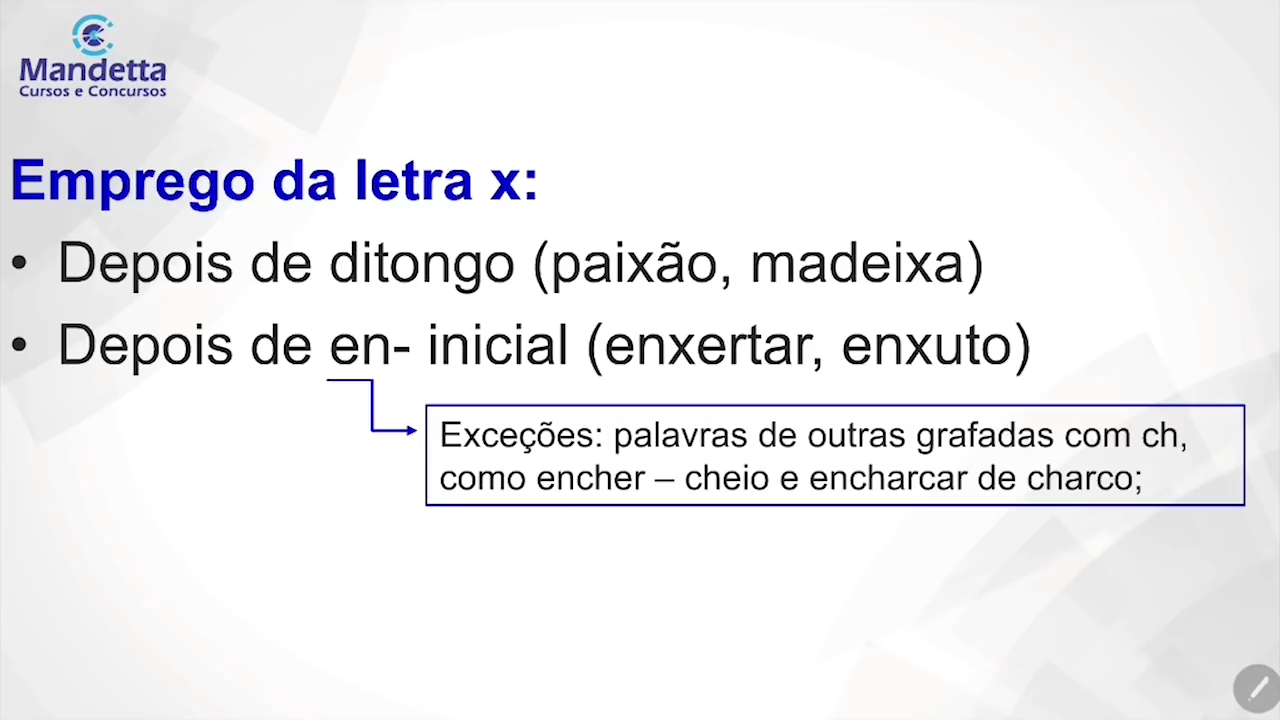 Mandetta
Cursos e Concursos
Emprego da letra x:
• Depois de ditongo (paixão, madeixa)
• Depois de en- inicial (enxertar, enxuto)
Exceções: palavras de outras grafadas com ch,
como encher – cheio e encharcar de charco;